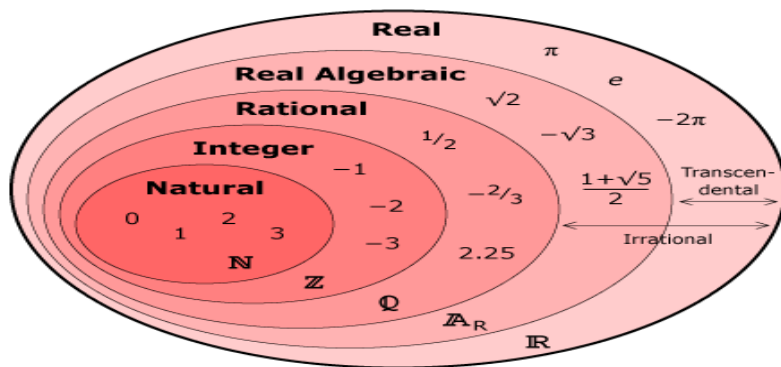 Real
π
Real Algebraic
e
√2
Rational
−2π
1/2
−√3
Integer
−1
Transcen-
dental
Natural
−2/3
1+√5
2
0
1
2
3
−2
−3
2.25
Irrational
ℕ
ℤ
ℚ
𝔸R
ℝ